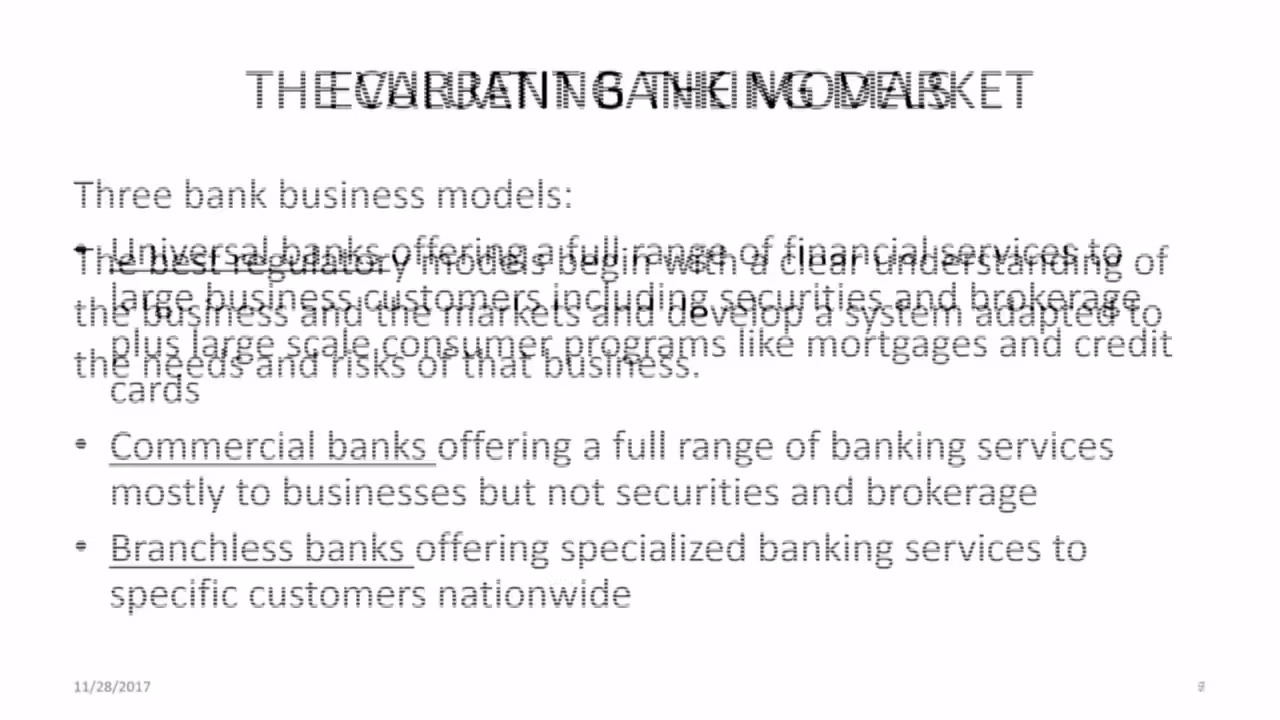 THE CURRENT BANKING MARKET
EVALUATING THE MODELS
Three bank business models:
• Universal banks offering a full range of financial services to
large business customers including securities and brokerage
plus large scale consumer programs like mortgages and credit
cards
• Commercial banks offering a full range of banking services
mostly to businesses but not securities and brokerage
• Branchless banks offering specialized banking services to
specific customers nationwide
The best regulatory models begin with a clear understanding of
the business and the markets and develop a system adapted to
the needs and risks of that business.
11/28/2017